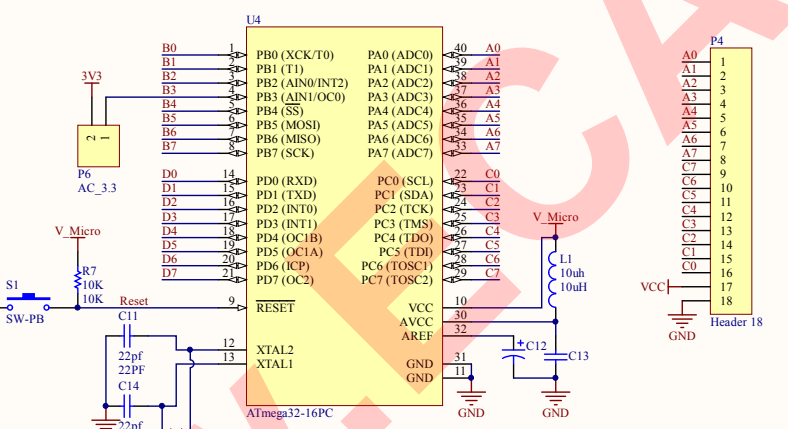 U4
P4
B0 1 PB0 (XCK/T0) PA0 (ADC0) 40 A0
B1 2 PB1 (T1) PA1 (ADC1) 39 A1
B2 3 PB2 (AIN0/INT2) PA2 (ADC2) 38 A2
B3 4 PB3 (AIN1/OC0) PA3 (ADC3) 37 A3
B4 5 PB4 (SS) PA4 (ADC4) 36 A4
B5 6 PB5 (MOSI) PA5 (ADC5) 35 A5
B6 7 PB6 (MISO) PA6 (ADC6) 34 A6
B7 8 PB7 (SCK) PA7 (ADC7) 33 A7
3V3
2 1
P6
AC_3.3
D0 14 PD0 (RXD) PC0 (SCL) 22 C0
D1 15 PD1 (TXD) PC1 (SDA) 23 C1
D2 16 PD2 (INT0) PC2 (TCK) 24 C2
D3 17 PD3 (INT1) PC3 (TMS) 25 C3
D4 18 PD4 (OC1B) PC4 (TDO) 26 C4
D5 19 PD5 (OC1A) PC5 (TDI) 27 C5
D6 20 PD6 (ICP) PC6 (TOSC1) 28 C6
D7 21 PD7 (OC2) PC7 (TOSC2) 29 C7
V_Micro
R7
10K
10K
S1
SW-PB
Reset
9 RESET
VCC 10
AVCC 30
AREF 32
12 XTAL2
13 XTAL1
GND 31
GND 11
ATmega32-16PC
C11
22pf
22PF
C14
22pf
V_Micro
L1
10uh
10uH
+
C12
C13
GND
GND
A0 1
A1 2
A2 3
A3 4
A4 5
A5 6
A6 7
A7 8
C7 9
C6 10
C5 11
C4 12
C3 13
C2 14
C1 15
C0 16
VCC 17
18
GND
Header 18
V.ECA